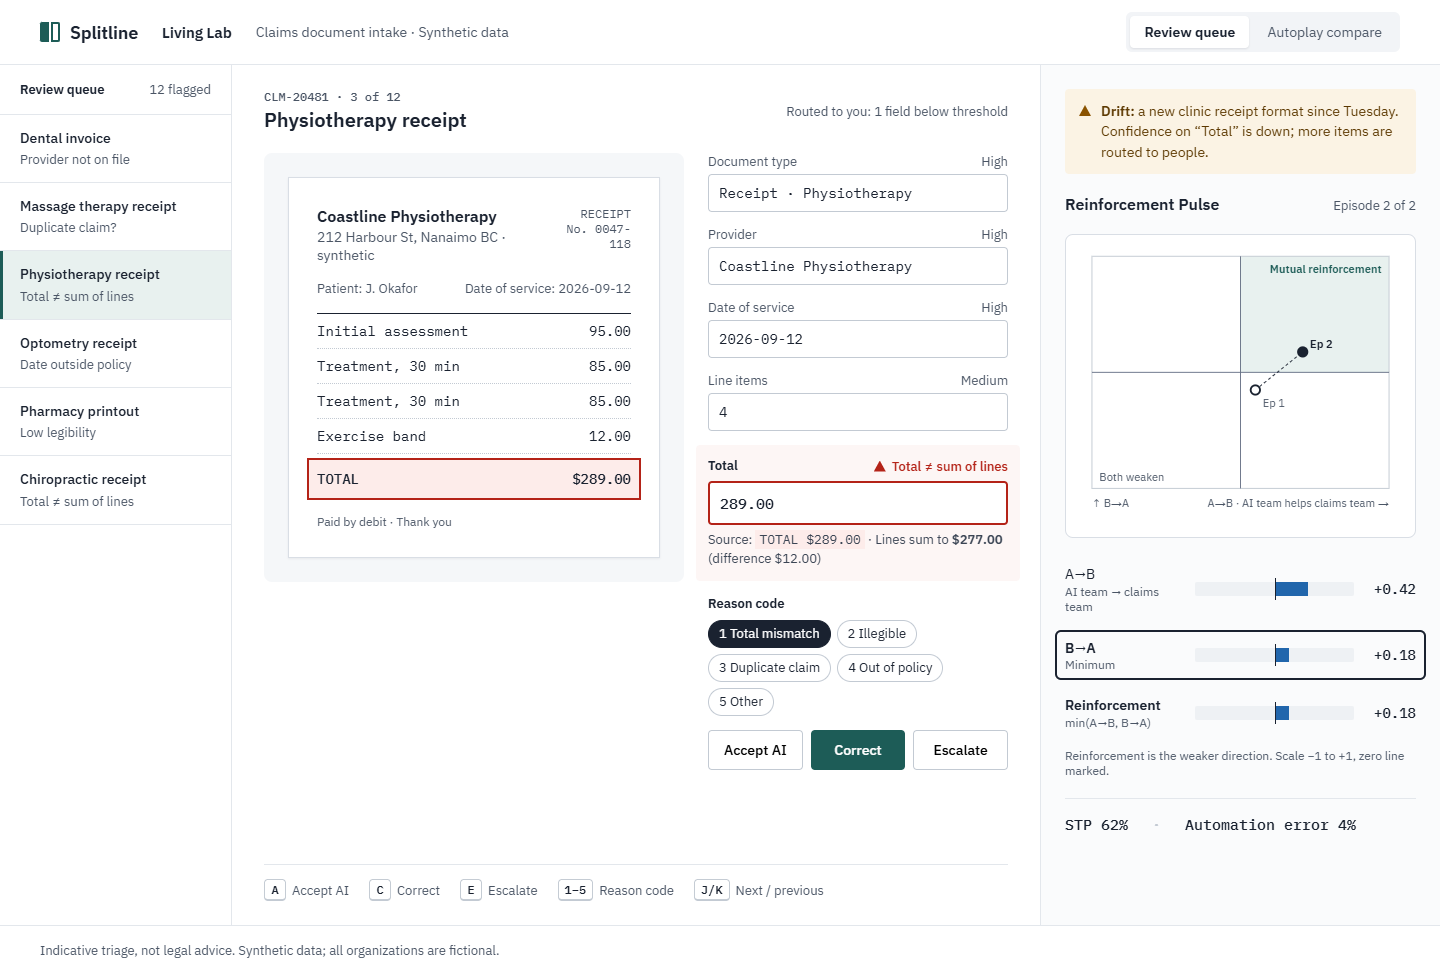 Splitline
Living Lab
Claims document intake · Synthetic data
Review queue
Autoplay compare
Review queue
12 flagged
Dental invoice
Provider not on file
Massage therapy receipt
Duplicate claim?
Physiotherapy receipt
Total ≠ sum of lines
Optometry receipt
Date outside policy
Pharmacy printout
Low legibility
Chiropractic receipt
Total ≠ sum of lines
CLM-20481 · 3 of 12
Physiotherapy receipt
Routed to you: 1 field below threshold
Coastline Physiotherapy
212 Harbour St, Nanaimo BC ·
synthetic
RECEIPT
No. 0047-
118
Patient: J. Okafor
Date of service: 2026-09-12
Initial assessment 95.00
Treatment, 30 min 85.00
Treatment, 30 min 85.00
Exercise band 12.00
TOTAL $289.00
Paid by debit · Thank you
Document type High
Receipt · Physiotherapy
Provider High
Coastline Physiotherapy
Date of service High
2026-09-12
Line items Medium
4
Total ▲ Total ≠ sum of lines
289.00
Source: TOTAL $289.00 · Lines sum to $277.00
(difference $12.00)
Reason code
1 Total mismatch
2 Illegible
3 Duplicate claim
4 Out of policy
5 Other
Accept AI
Correct
Escalate
A Accept AI
C Correct
E Escalate
1–5 Reason code
J/K Next / previous
▲ Drift: a new clinic receipt format since Tuesday.
Confidence on “Total” is down; more items are
routed to people.
Reinforcement Pulse
Episode 2 of 2
Mutual reinforcement
Ep 2
Ep 1
Both weaken
↑ B→A
A→B · AI team helps claims team →
A→B
AI team → claims
team
+0.42
B→A
Minimum
+0.18
Reinforcement
min(A→B, B→A)
+0.18
Reinforcement is the weaker direction. Scale −1 to +1, zero line
marked.
STP 62% · Automation error 4%
Indicative triage, not legal advice. Synthetic data; all organizations are fictional.